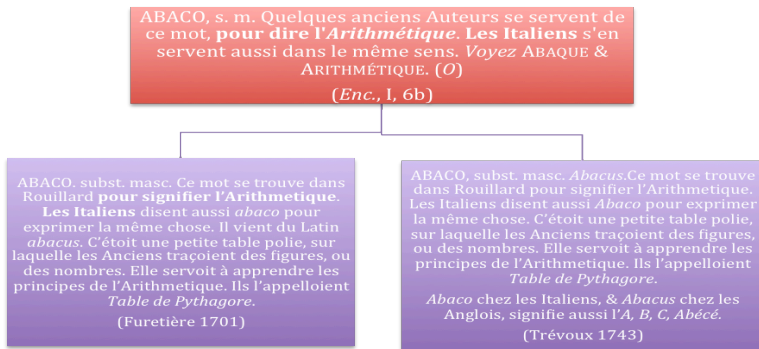 ABACO, s. m. Quelques anciens Auteurs se servent de
ce mot, pour dire l'Arithmétique. Les Italiens s'en
servent aussi dans le même sens. Voyez ABAQUE &
ARITHMÉTIQUE. (O)
(Enc., I, 6b)
ABACO. subst. masc. Ce mot se trouve dans
Rouillard pour signifier l'Arithmetique.
Les Italiens disent aussi abaco pour
exprimer la même chose. Il vient du Latin
abacus. C'étoit une petite table polie, sur
laquelle les Anciens traçoient des figures, ou
des nombres. Elle servoit à apprendre les
principes de l'Arithmetique. Ils l'appelloient
Table de Pythagore.
(Furetière 1701)
ABACO, subst. masc. Abacus.Ce mot se trouve
dans Rouillard pour signifier l'Arithmetique.
Les Italiens disent aussi Abaco pour exprimer
la même chose. C'étoit une petite table polie,
sur laquelle les Anciens traçoient des figures,
ou des nombres. Elle servoit à apprendre les
principes de l'Arithmetique. Ils l'appelloient
Table de Pythagore.
Abaco chez les Italiens, & Abacus chez les
Anglois, signifie aussi l'A, B, C, Abécé.
(Trévoux 1743)